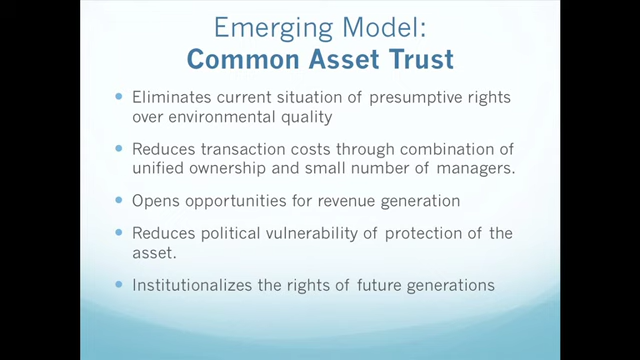 Emerging Model:
Common Asset Trust
• Eliminates current situation of presumptive rights
over environmental quality
• Reduces transaction costs through combination of
unified ownership and small number of managers.
• Opens opportunities for revenue generation
• Reduces political vulnerability of protection of the
asset.
• Institutionalizes the rights of future generations